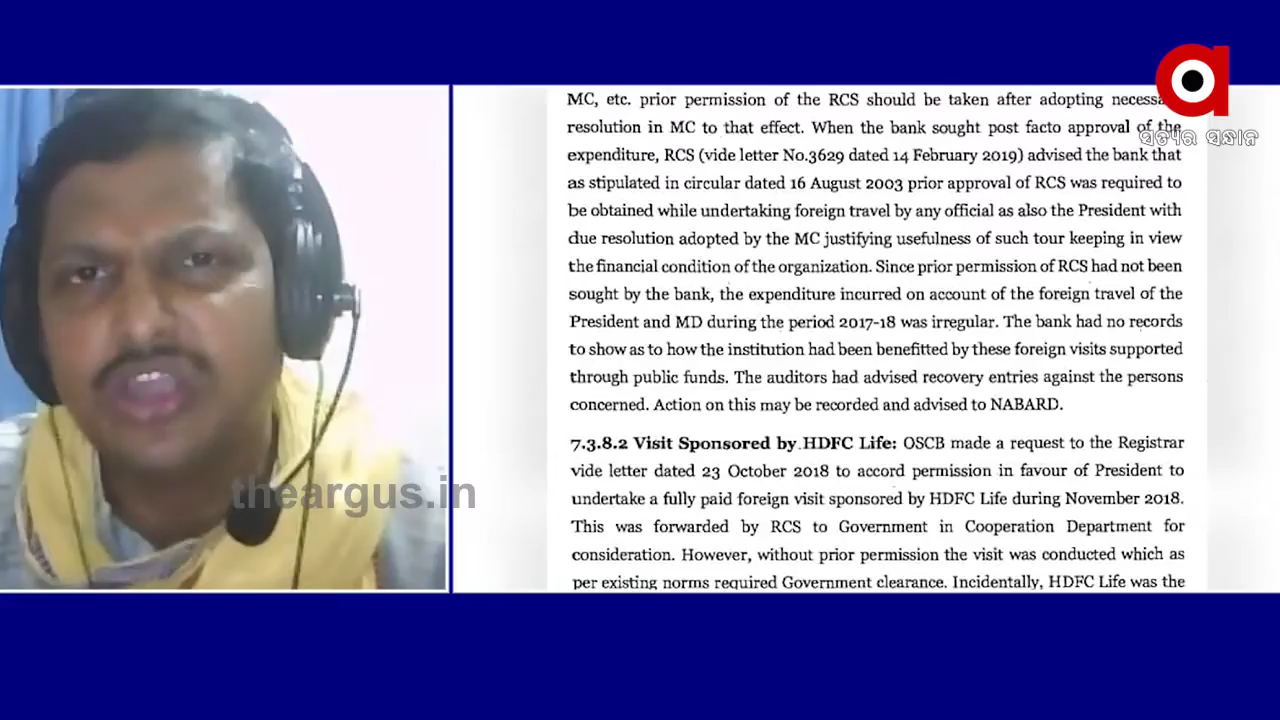 MC, etc. prior permission of the RCS should be taken after adopting
resolution in MC to that effect. When the bank sought post facto approval of the
ସତ୍ୟର ସନ୍ଧାନ
expenditure, RCS (vide letter No.3629 dated 14 February 2019) advised the bank that
as stipulated in circular dated 16 August 2003 prior approval of RCS was required to
be obtained while undertaking foreign travel by any official as also the President with
due resolution adopted by the MC justifying usefulness of such tour keeping in view
the financial condition of the organization. Since prior permission of RCS had not been
sought by the bank, the expenditure incurred on account of the foreign travel of the
President and MD during the period 2017-18 was irregular. The bank had no records
to show as to how the institution had been benefitted by these foreign visits supported
through public funds. The auditors had advised recovery entries against the persons
concerned. Action on this may be recorded and advised to NABARD.
7.3.8.2 Visit Sponsored by HDFC Life: OSCB made a request to the Registrar
vide letter dated 23 October 2018 to accord permission in favour of President to
undertake a fully paid foreign visit sponsored by HDFC Life during November 2018.
This was forwarded by RCS to Government in Cooperation Department for
consideration. However, without prior permission the visit was conducted which as
per existing norms required Government clearance. Incidentally, HDFC Life was the
theargus.in